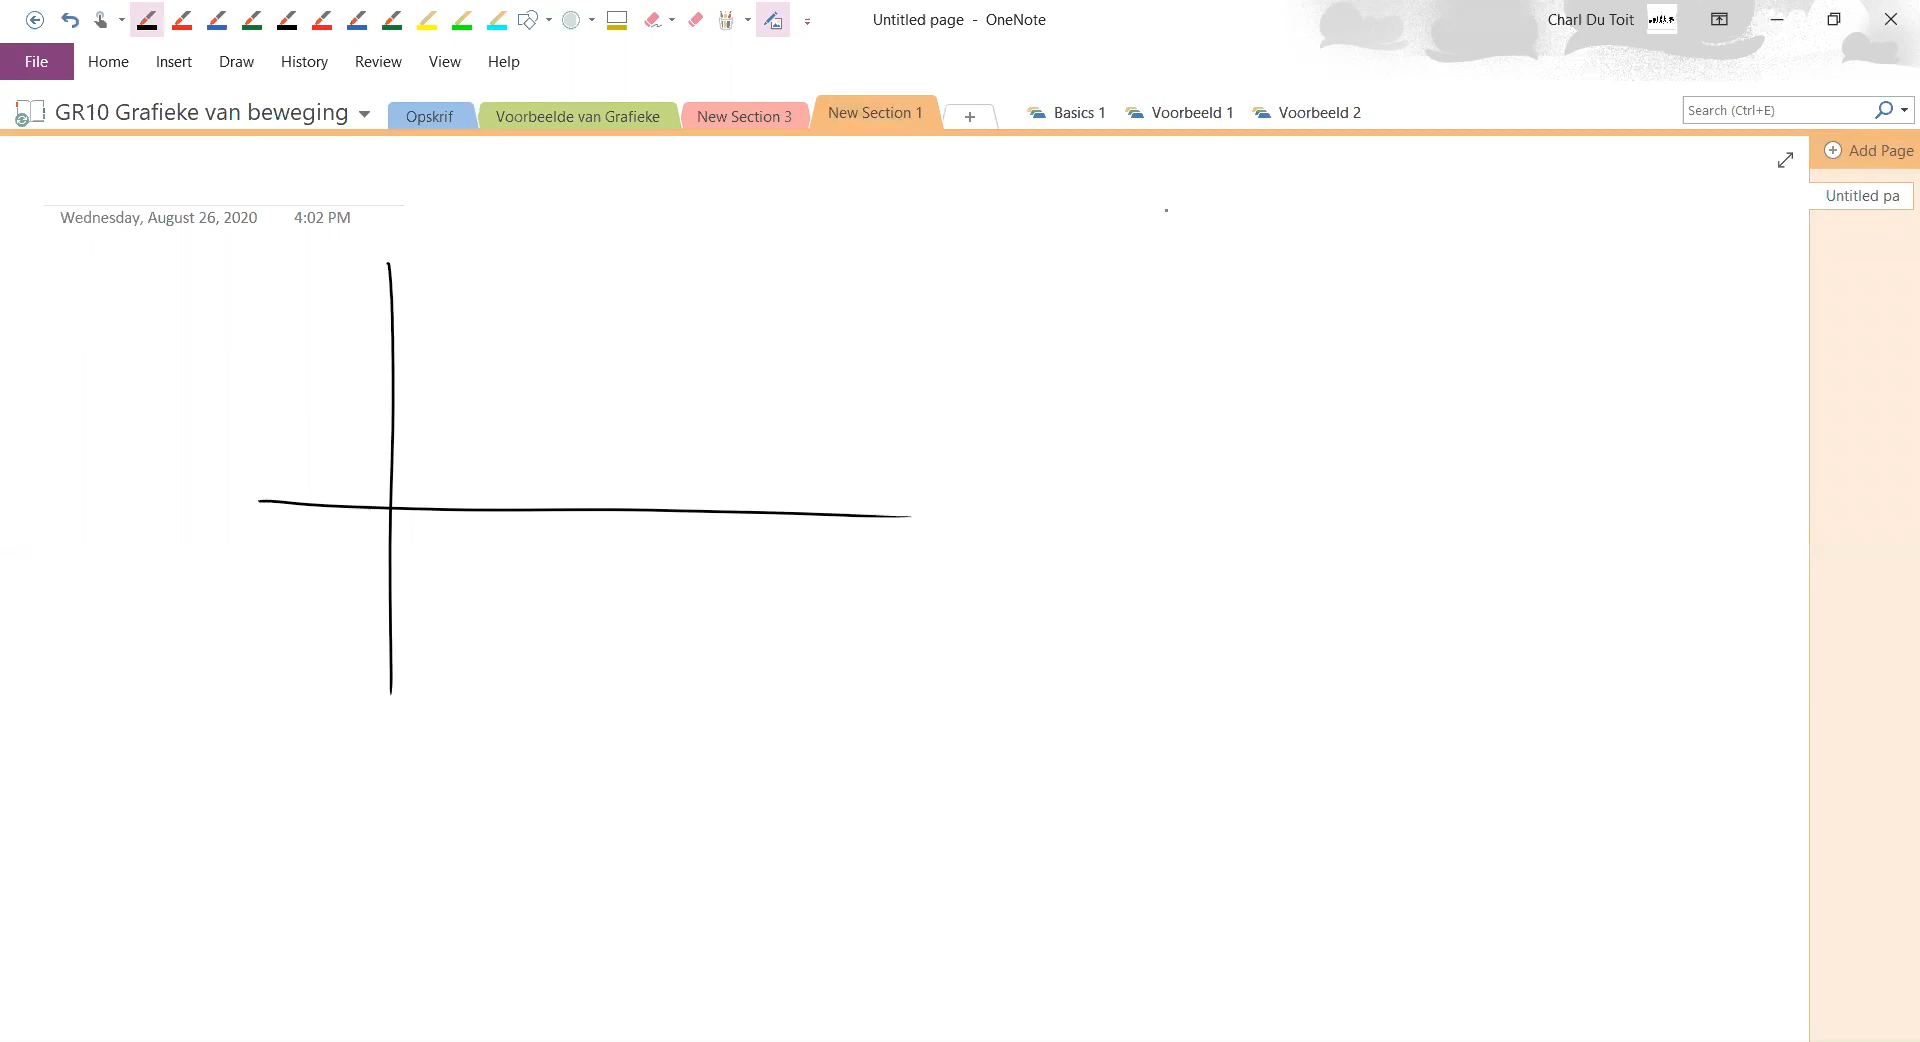 Untitled page - OneNote
Charl Du Toit
File Home Insert Draw History Review View Help
GR10 Grafieke van beweging
Opskrif
Voorbeelde van Grafieke
New Section 3
New Section 1
Basics 1
Voorbeeld 1
Voorbeeld 2
Search (Ctrl+E)
Add Page
Untitled pa
Wednesday, August 26, 2020 4:02 PM